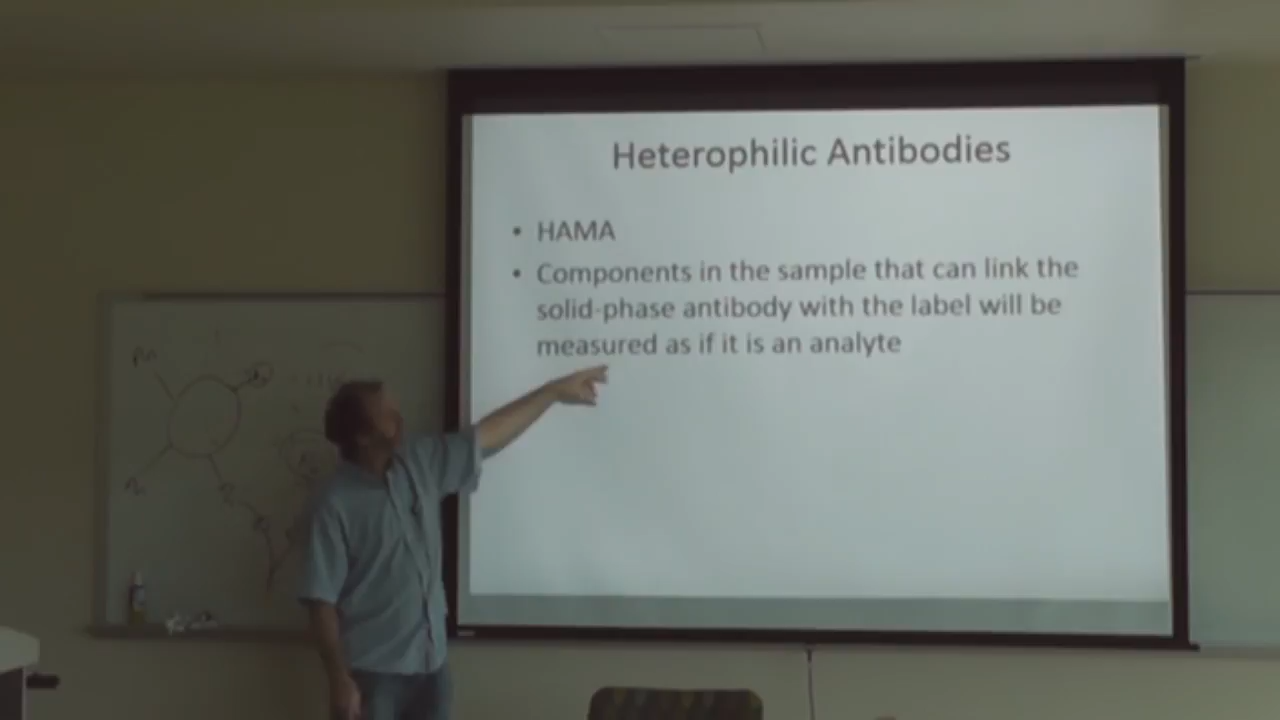 Heterophilic Antibodies
• HAMA
• Components in the sample that can link the
solid-phase antibody with the label will be
measured as if it is an analyte